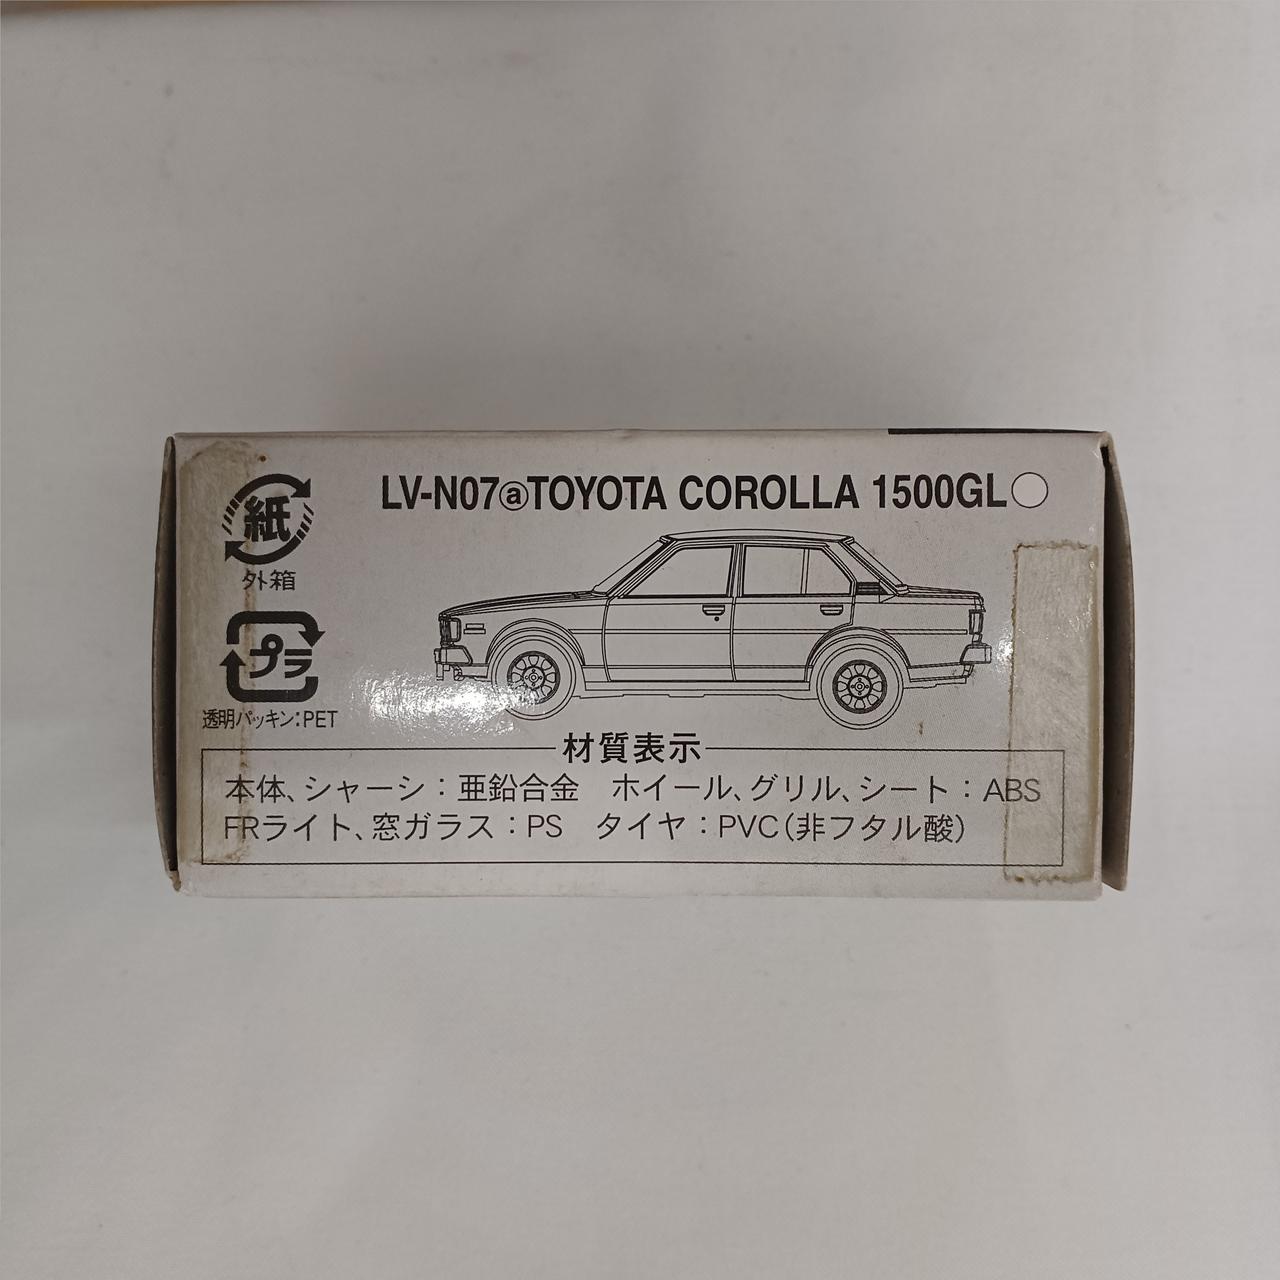 LV-N07ⓐTOYOTA COROLLA 1500GL○
紙
外箱
プラ
透明パッキン:PET
材質表示
本体、シャーシ:亜鉛合金 ホイール、グリル、シート:ABS
FRライト、窓ガラス:PS タイヤ:PVC(非フタル酸)